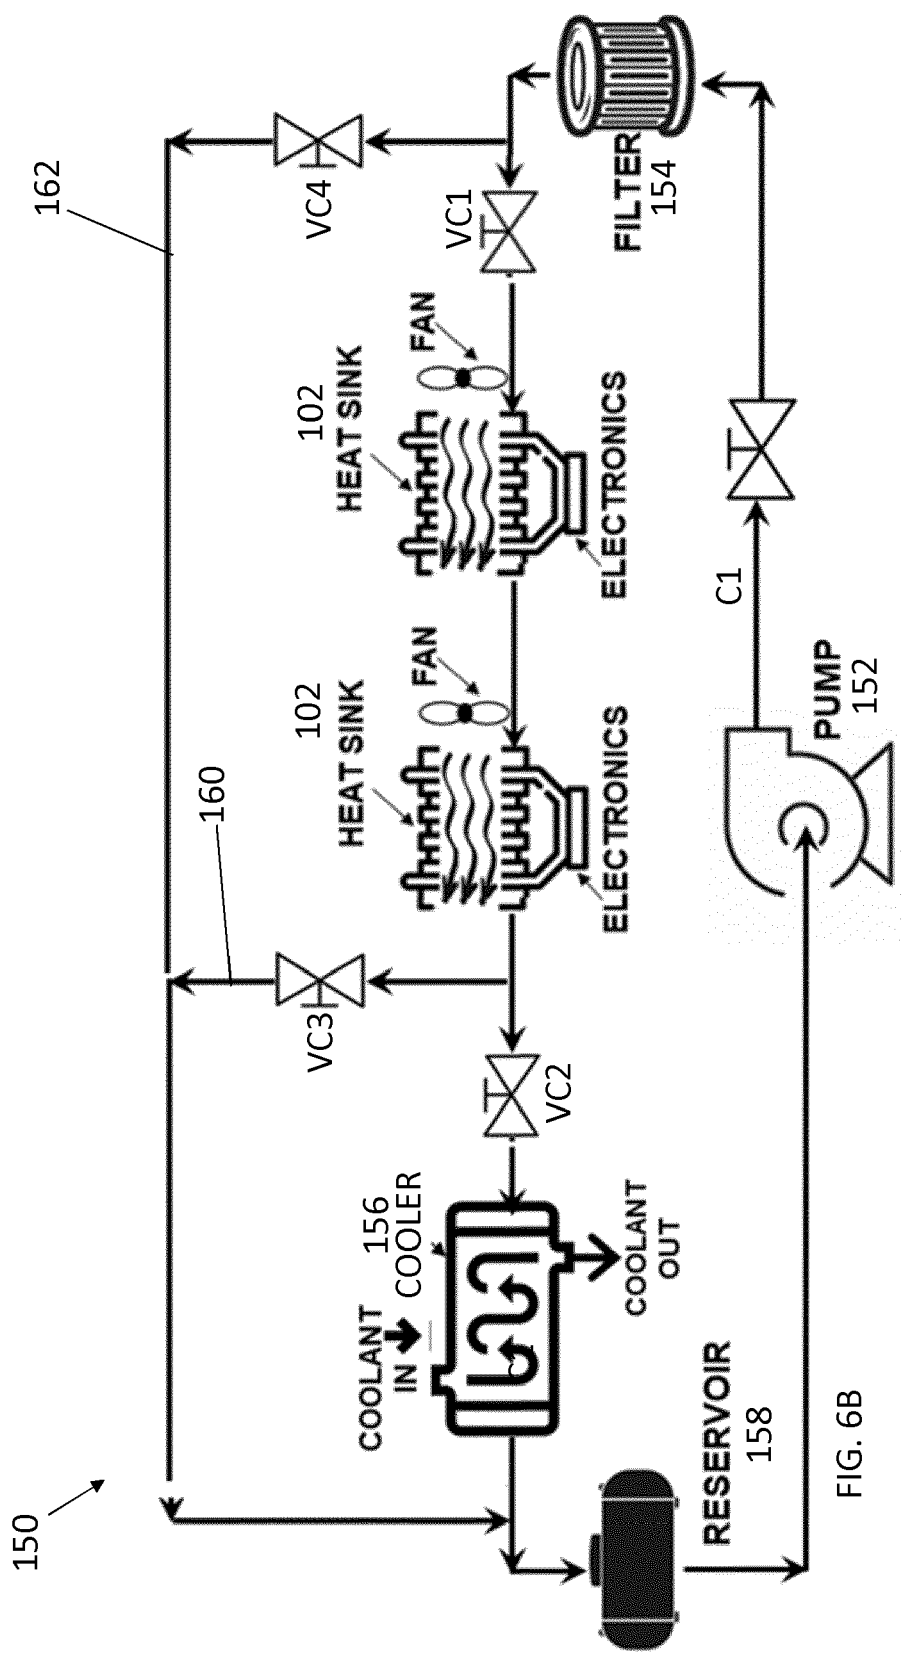 150
162
160
VC4
VC3
VC1
VC2
FILTER
154
HEAT SINK
102
FAN
ELECTRONICS
HEAT SINK
102
FAN
ELECTRONICS
156
COOLER
COOLANT
IN
COOLANT
OUT
C1
PUMP
152
RESERVOIR
158
FIG. 6B